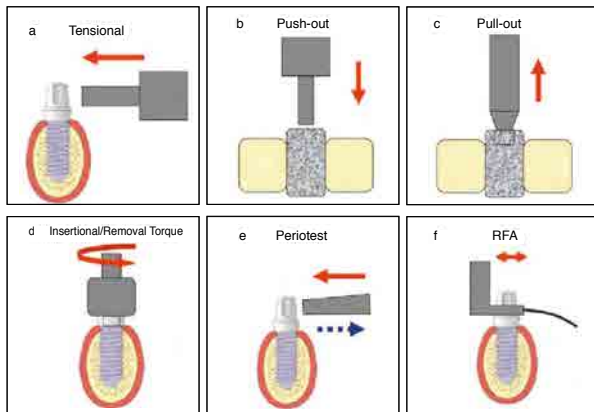 a Tensional
b Push-out
c Pull-out
d Insertional/Removal Torque
e Periotest
f RFA